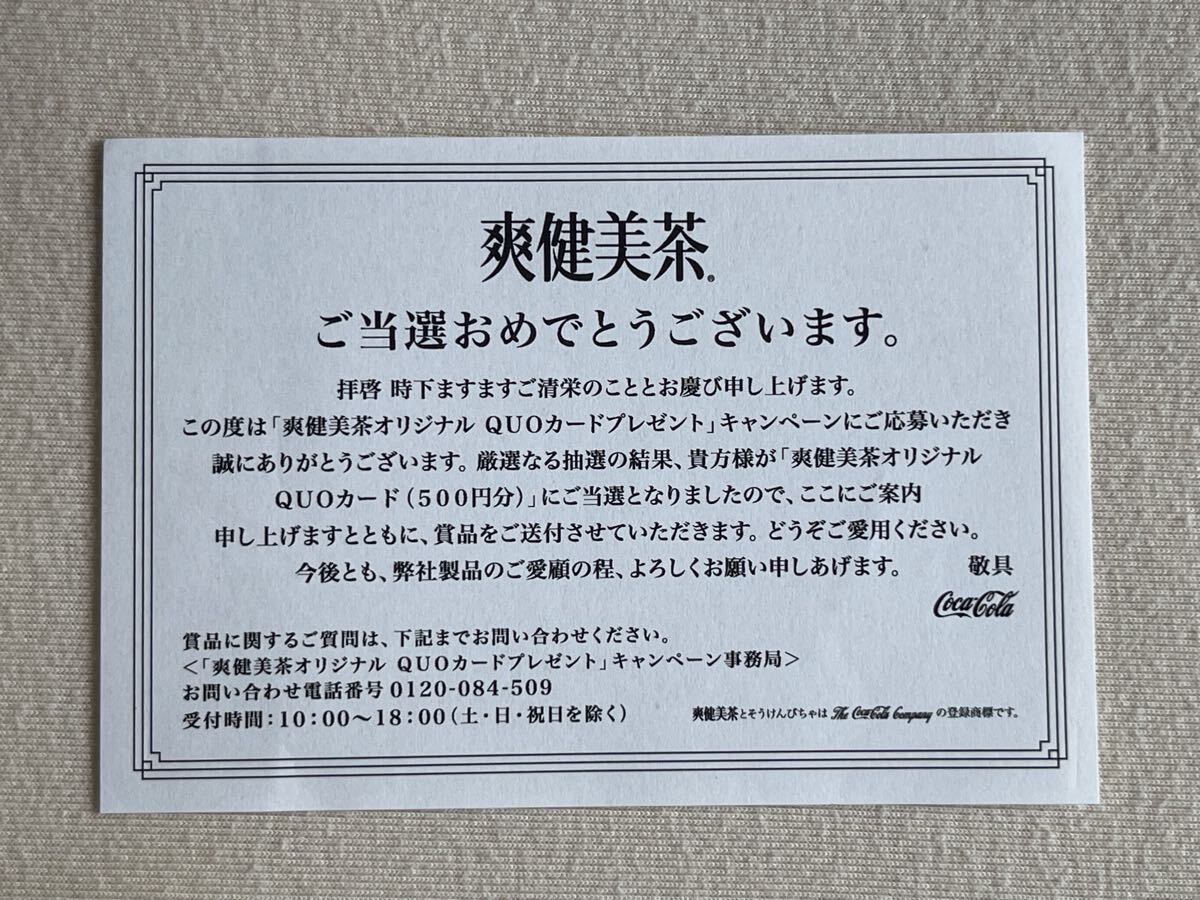 爽健美茶®
ご当選おめでとうございます。
拝啓 時下ますますご清栄のこととお慶び申し上げます。
この度は「爽健美茶オリジナル QUOカードプレゼント」キャンペーンにご応募いただき
誠にありがとうございます。厳選なる抽選の結果、貴方様が「爽健美茶オリジナル
QUOカード（500円分）」にご当選となりましたので、ここにご案内
申し上げますとともに、賞品をご送付させていただきます。どうぞご愛用ください。
今後とも、弊社製品のご愛顧の程、よろしくお願い申しあげます。 敬具
Coca-Cola
賞品に関するご質問は、下記までお問い合わせください。
＜「爽健美茶オリジナル QUOカードプレゼント」キャンペーン事務局＞
お問い合わせ電話番号 0120-084-509
受付時間：10：00～18：00（土・日・祝日を除く）
爽健美茶とそうけんびちゃは The Coca-Cola Company の登録商標です。